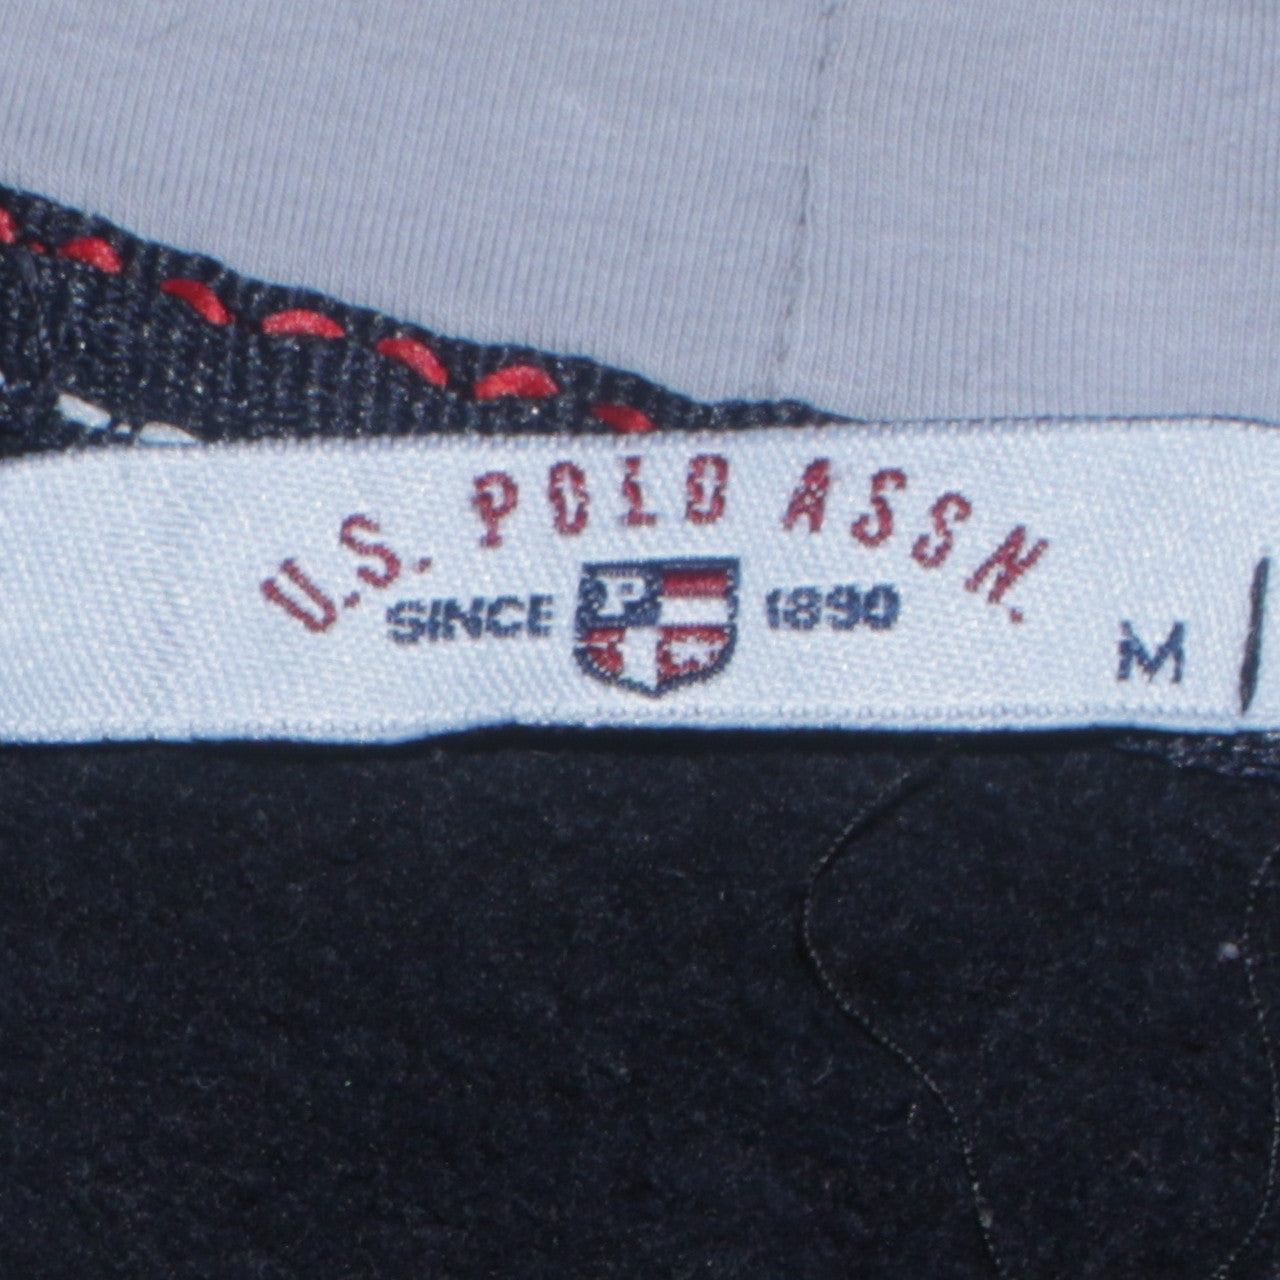 U.S. POLO ASSN.
SINCE P 1890
M